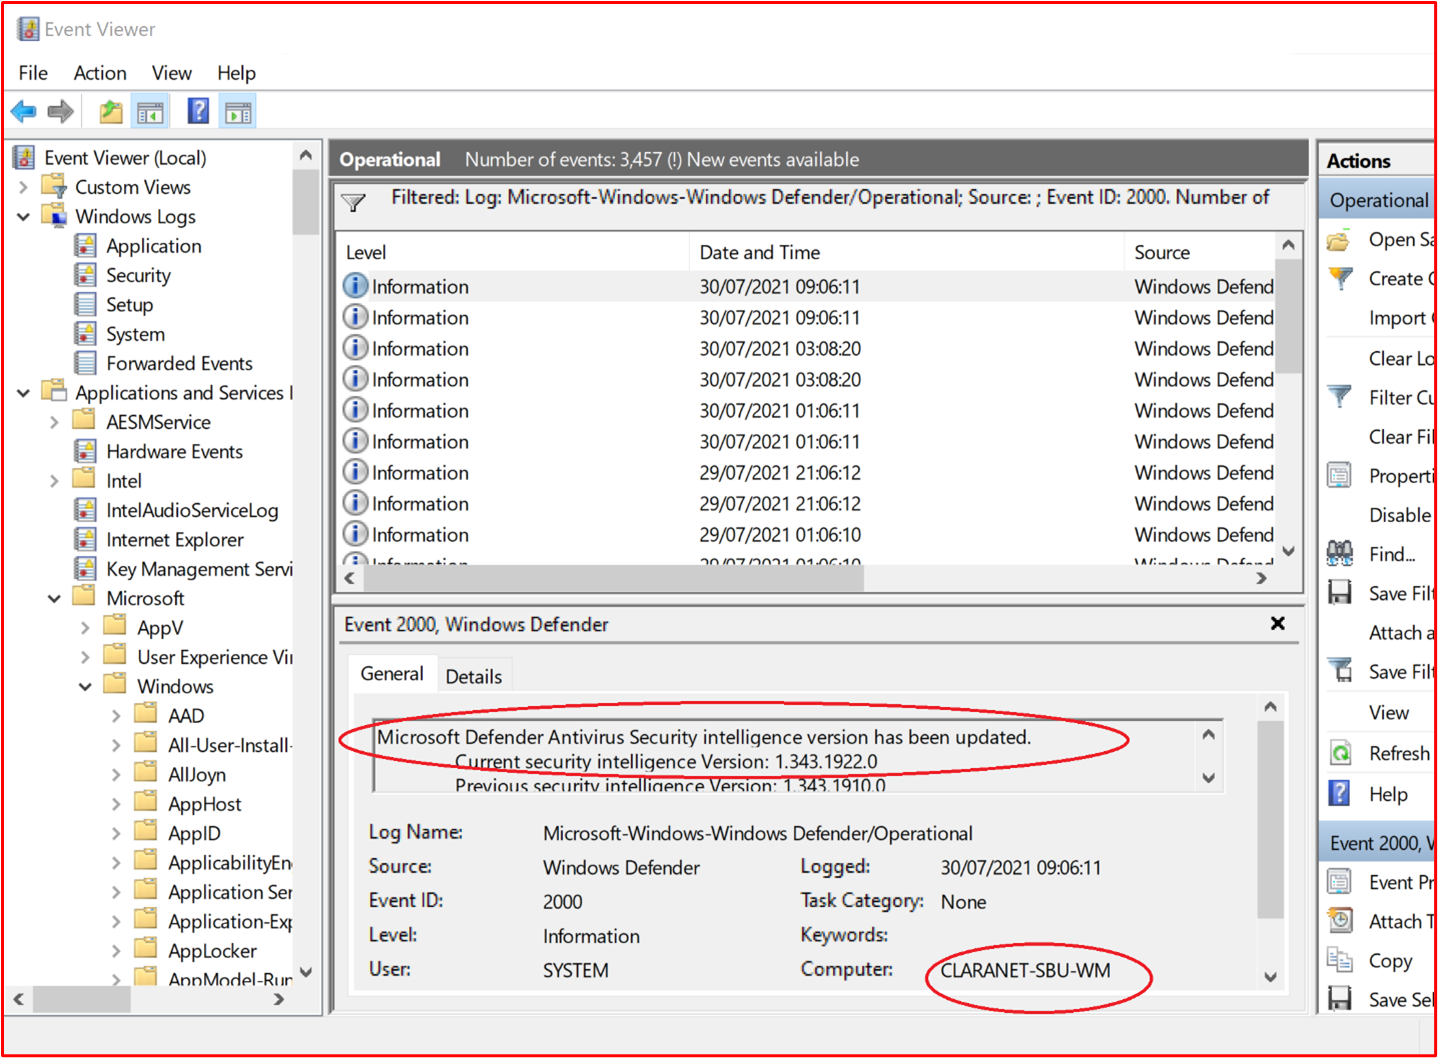 Event Viewer
File Action View Help
Event Viewer (Local)
Custom Views
Windows Logs
Application
Security
Setup
System
Forwarded Events
Applications and Services
AESMService
Hardware Events
Intel
IntelAudioServiceLog
Internet Explorer
Key Management Servi
Microsoft
AppV
User Experience Vi
Windows
AAD
All-User-Install-
AllJoyn
AppHost
AppID
ApplicabilityEn
Application Ser
Application-Exp
AppLocker
AppModel-Run
Operational Number of events: 3,457 (!) New events available
Filtered: Log: Microsoft-Windows-Windows Defender/Operational; Source: ; Event ID: 2000. Number of
Level Date and Time Source
Information 30/07/2021 09:06:11 Windows Defend
Information 30/07/2021 09:06:11 Windows Defend
Information 30/07/2021 03:08:20 Windows Defend
Information 30/07/2021 03:08:20 Windows Defend
Information 30/07/2021 01:06:11 Windows Defend
Information 30/07/2021 01:06:11 Windows Defend
Information 29/07/2021 21:06:12 Windows Defend
Information 29/07/2021 21:06:12 Windows Defend
Information 29/07/2021 01:06:10 Windows Defend
Information 29/07/2021 01:06:10 Windows Defend
Event 2000, Windows Defender
General Details
Microsoft Defender Antivirus Security intelligence version has been updated.
Current security intelligence Version: 1.343.1922.0
Previous security intelligence Version: 1.343.1910.0
Log Name: Microsoft-Windows-Windows Defender/Operational
Source: Windows Defender Logged: 30/07/2021 09:06:11
Event ID: 2000 Task Category: None
Level: Information Keywords:
User: SYSTEM Computer: CLARANET-SBU-WM
Actions
Operational
Open Sa
Create C
Import
Clear Lo
Filter Cu
Clear Fil
Properti
Disable
Find...
Save Filt
Attach a
Save Filt
View
Refresh
Help
Event 2000, W
Event Pr
Attach T
Copy
Save Sel